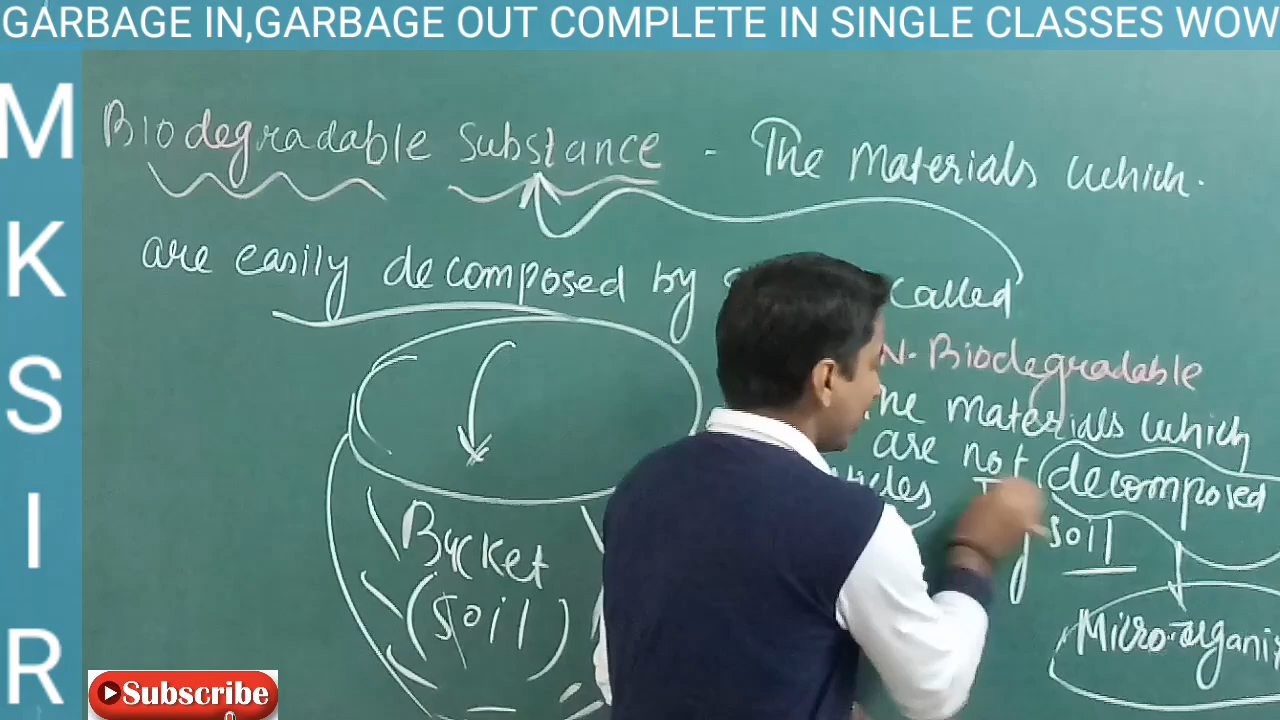 GARBAGE IN,GARBAGE OUT COMPLETE IN SINGLE CLASSES WOW
M
K
S
I
R
Biodegradable Substance - The Materials which.
are easily decomposed by called
N-Biodegradable
The materials which
are not decomposed
soil
Micro-organi
Bucket
(soil)
Subscribe